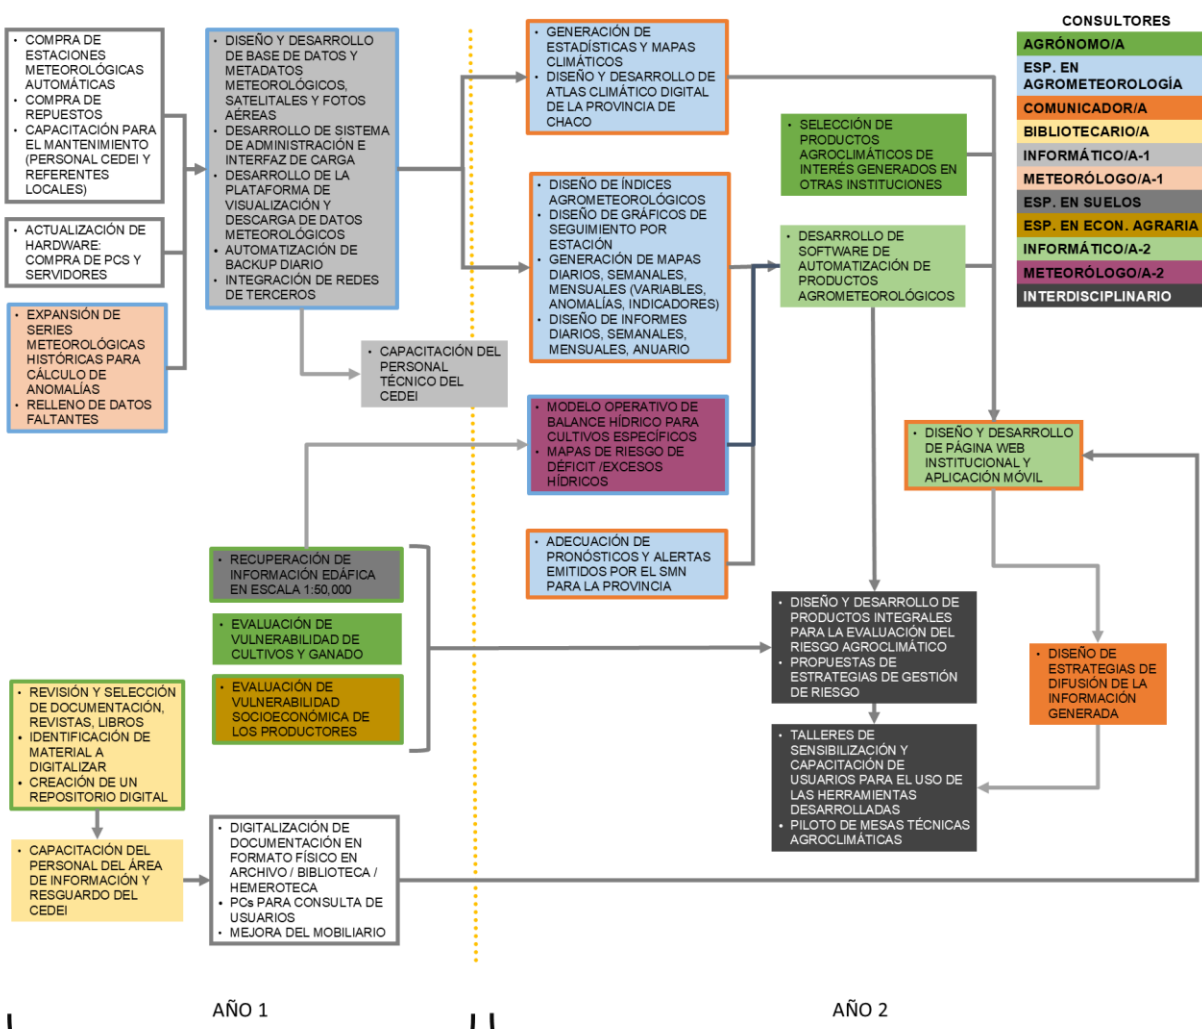 • COMPRA DE
ESTACIONES
METEOROLÓGICAS
AUTOMÁTICAS
• COMPRA DE
REPUESTOS
• CAPACITACIÓN PARA
EL MANTENIMIENTO
(PERSONAL CEDEI Y
REFERENTES
LOCALES)
• ACTUALIZACIÓN DE
HARDWARE:
COMPRA DE PCS Y
SERVIDORES
• EXPANSIÓN DE
SERIES
METEOROLÓGICAS
HISTÓRICAS PARA
CÁLCULO DE
ANOMALÍAS
• RELLENO DE DATOS
FALTANTES
• DISEÑO Y DESARROLLO
DE BASE DE DATOS Y
METADATOS
METEOROLÓGICOS,
SATELITALES Y FOTOS
AÉREAS
• DESARROLLO DE SISTEMA
DE ADMINISTRACIÓN E
INTERFAZ DE CARGA
• DESARROLLO DE LA
PLATAFORMA DE
VISUALIZACIÓN Y
DESCARGA DE DATOS
METEOROLÓGICOS
• AUTOMATIZACIÓN DE
BACKUP DIARIO
• INTEGRACIÓN DE REDES
DE TERCEROS
• CAPACITACIÓN DEL
PERSONAL
TÉCNICO DEL
CEDEI
• GENERACIÓN DE
ESTADÍSTICAS Y MAPAS
CLIMÁTICOS
• DISEÑO Y DESARROLLO DE
ATLAS CLIMÁTICO DIGITAL
DE LA PROVINCIA DE
CHACO
• DISEÑO DE ÍNDICES
AGROMETEOROLÓGICOS
• DISEÑO DE GRÁFICOS DE
SEGUIMIENTO POR
ESTACIÓN
• GENERACIÓN DE MAPAS
DIARIOS, SEMANALES,
MENSUALES (VARIABLES,
ANOMALÍAS, INDICADORES)
• DISEÑO DE INFORMES
DIARIOS, SEMANALES,
MENSUALES, ANUARIO
• MODELO OPERATIVO DE
BALANCE HÍDRICO PARA
CULTIVOS ESPECÍFICOS
• MAPAS DE RIESGO DE
DÉFICIT /EXCESOS
HÍDRICOS
• ADECUACIÓN DE
PRONÓSTICOS Y ALERTAS
EMITIDOS POR EL SMN
PARA LA PROVINCIA
• SELECCIÓN DE
PRODUCTOS
AGROCLIMÁTICOS DE
INTERÉS GENERADOS EN
OTRAS INSTITUCIONES
• DESARROLLO DE
SOFTWARE DE
AUTOMATIZACIÓN DE
PRODUCTOS
AGROMETEOROLÓGICOS
CONSULTORES
AGRÓNOMO/A
ESP. EN
AGROMETEOROLOGÍA
COMUNICADOR/A
BIBLIOTECARIO/A
INFORMÁTICO/A-1
METEORÓLOGO/A-1
ESP. EN SUELOS
ESP. EN ECON. AGRARIA
INFORMÁTICO/A-2
METEORÓLOGO/A-2
INTERDISCIPLINARIO
• DISEÑO Y DESARROLLO
DE PÁGINA WEB
INSTITUCIONAL Y
APLICACIÓN MÓVIL
• RECUPERACIÓN DE
INFORMACIÓN EDÁFICA
EN ESCALA 1:50,000
• EVALUACIÓN DE
VULNERABILIDAD DE
CULTIVOS Y GANADO
• EVALUACIÓN DE
VULNERABILIDAD
SOCIOECONÓMICA DE
LOS PRODUCTORES
• DISEÑO Y DESARROLLO DE
PRODUCTOS INTEGRALES
PARA LA EVALUACIÓN DEL
RIESGO AGROCLIMÁTICO
• PROPUESTAS DE
ESTRATEGIAS DE GESTIÓN
DE RIESGO
• DISEÑO DE
ESTRATEGIAS DE
DIFUSIÓN DE LA
INFORMACIÓN
GENERADA
• TALLERES DE
SENSIBILIZACIÓN Y
CAPACITACIÓN DE
USUARIOS PARA EL USO DE
LAS HERRAMIENTAS
DESARROLLADAS
• PILOTO DE MESAS TÉCNICAS
AGROCLIMÁTICAS
• REVISIÓN Y SELECCIÓN
DE DOCUMENTACIÓN,
REVISTAS, LIBROS
• IDENTIFICACIÓN DE
MATERIAL A
DIGITALIZAR
• CREACIÓN DE UN
REPOSITORIO DIGITAL
• CAPACITACIÓN DEL
PERSONAL DEL ÁREA
DE INFORMACIÓN Y
RESGUARDO DEL
CEDEI
• DIGITALIZACIÓN DE
DOCUMENTACIÓN EN
FORMATO FÍSICO EN
ARCHIVO / BIBLIOTECA /
HEMEROTECA
• PCs PARA CONSULTA DE
USUARIOS
• MEJORA DEL MOBILIARIO
AÑO 1
AÑO 2